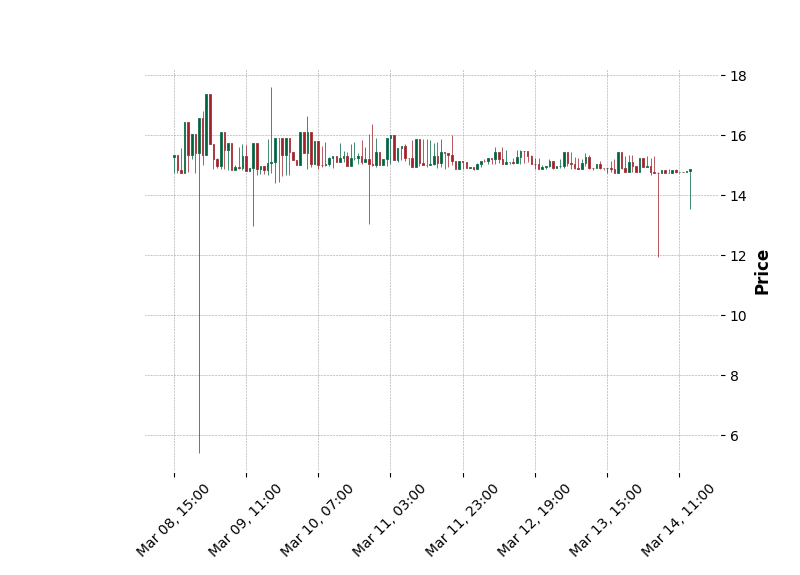 18
16
14
12
10
8
6
Price
Mar 08, 15:00
Mar 09, 11:00
Mar 10, 07:00
Mar 11, 03:00
Mar 11, 23:00
Mar 12, 19:00
Mar 13, 15:00
Mar 14, 11:00